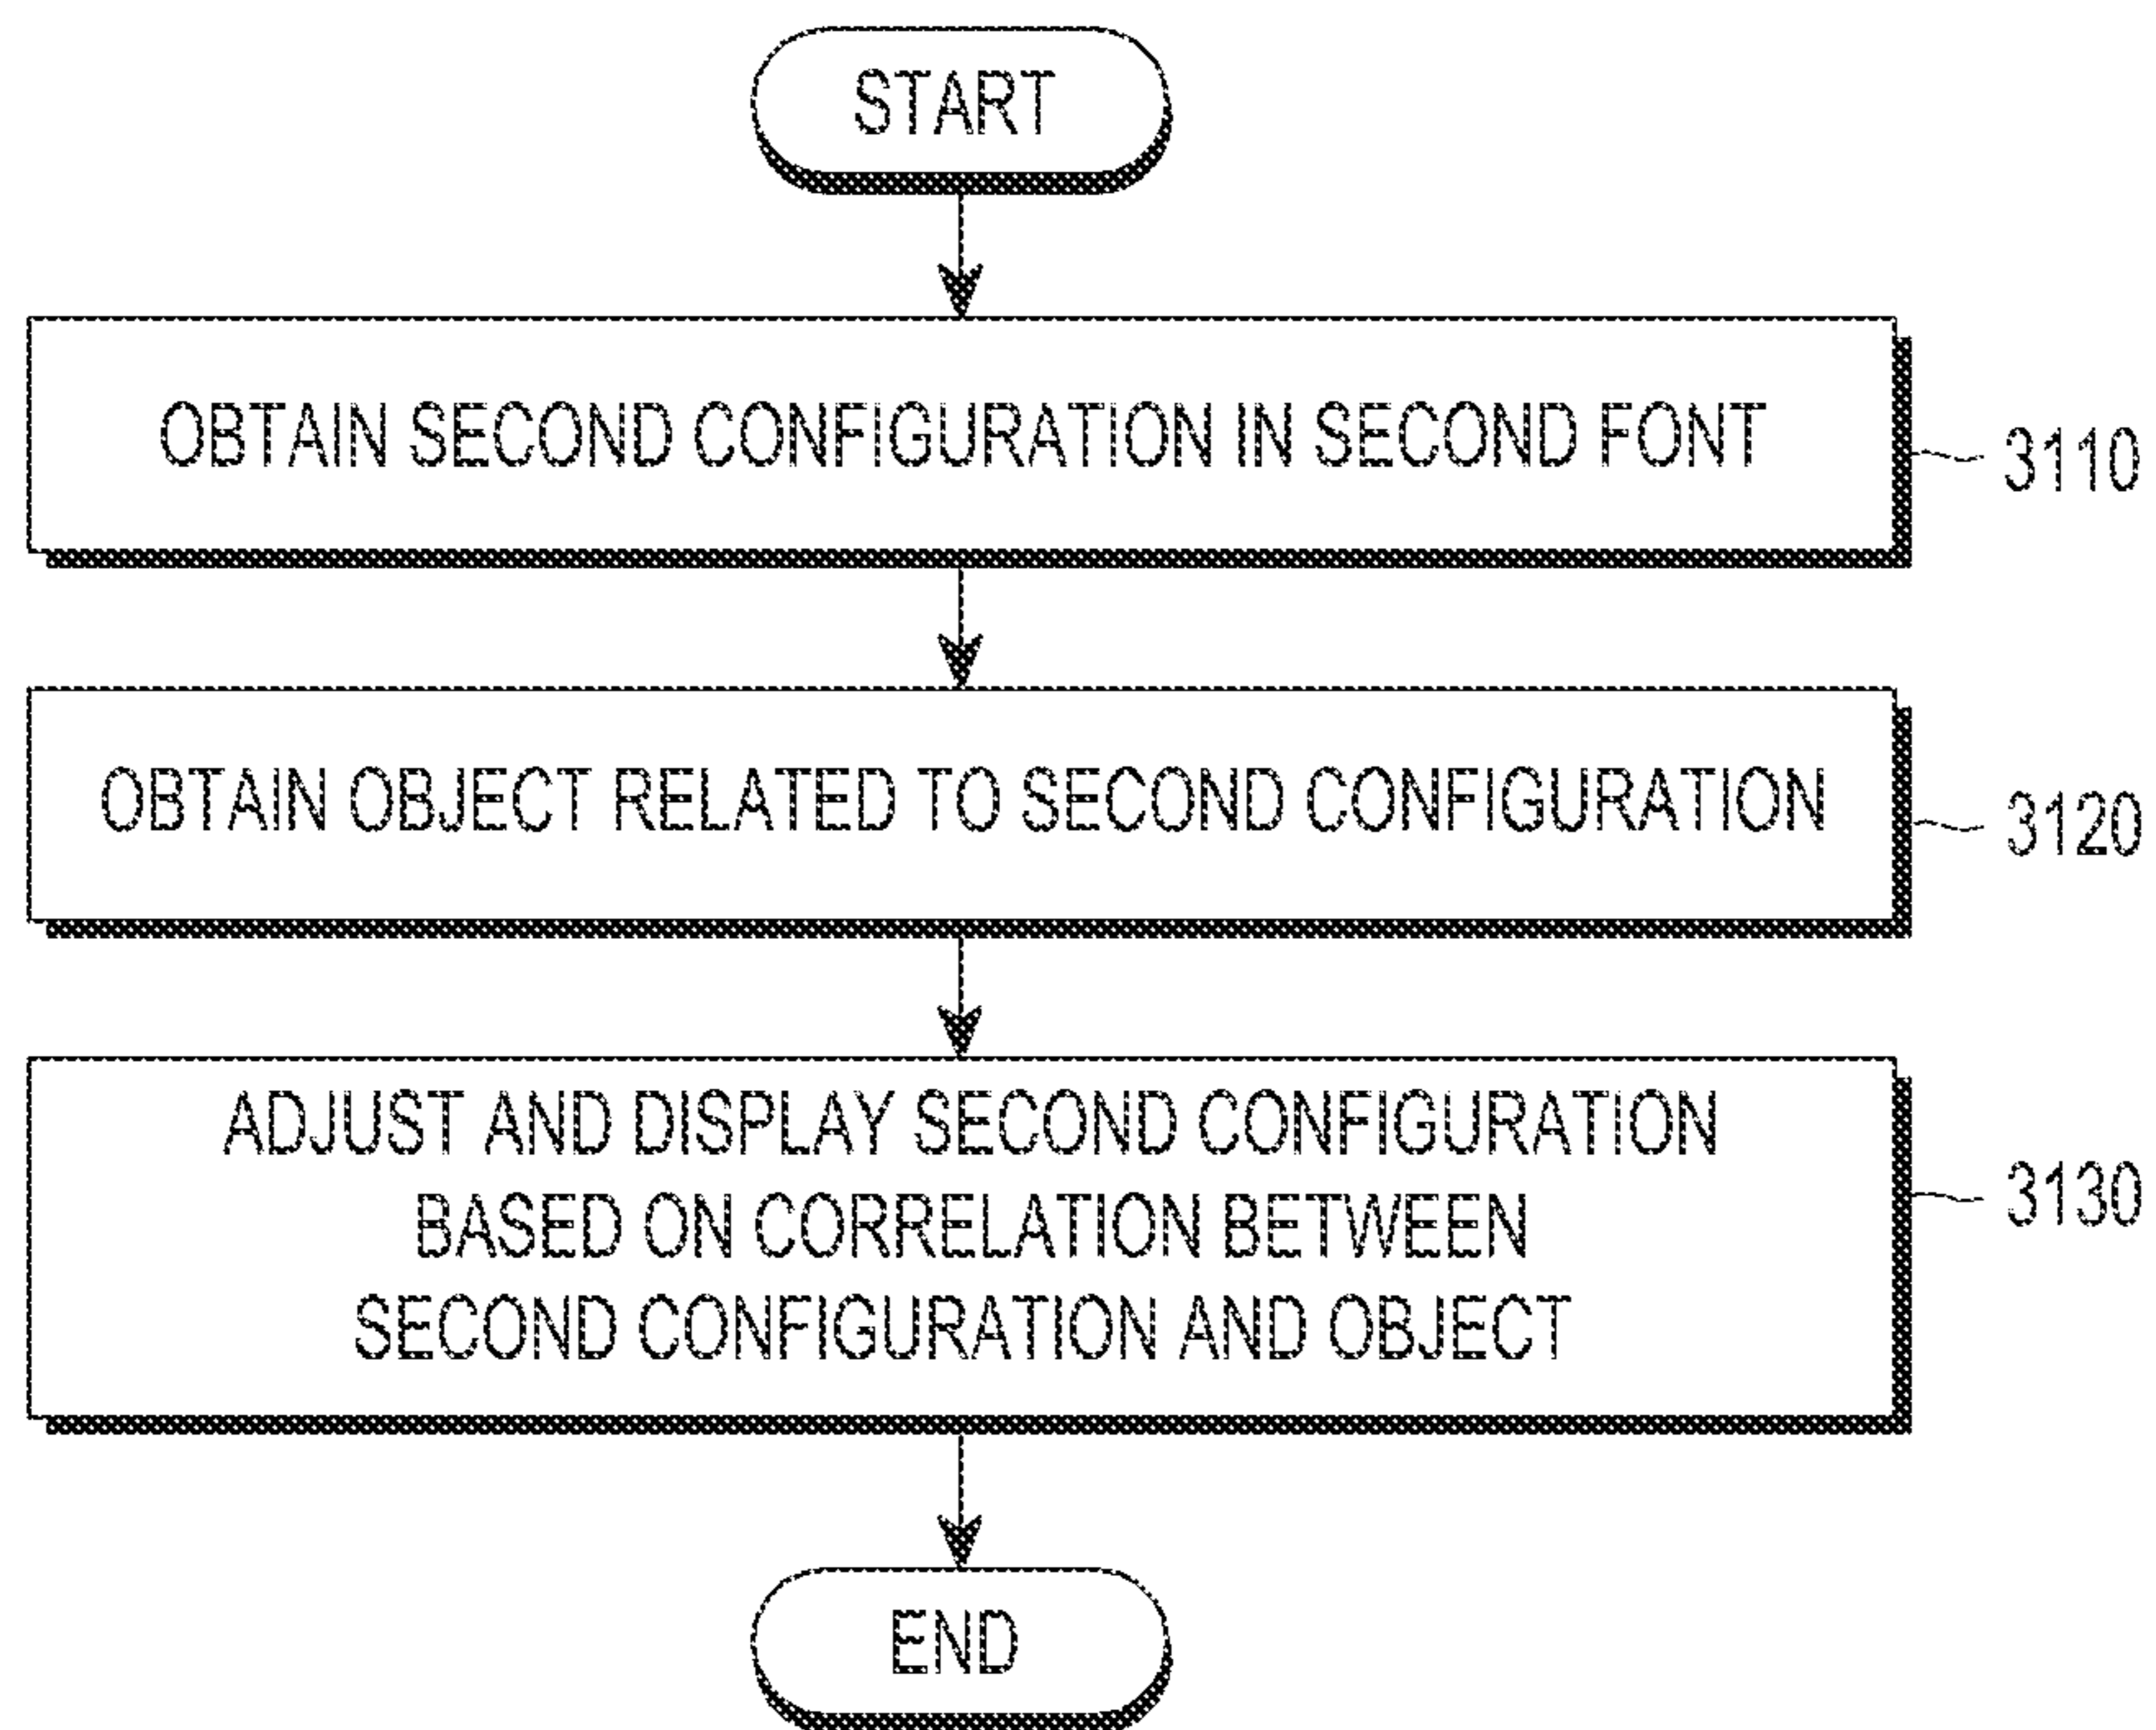 START
OBTAIN SECOND CONFIGURATION IN SECOND FONT
3110
OBTAIN OBJECT RELATED TO SECOND CONFIGURATION
3120
ADJUST AND DISPLAY SECOND CONFIGURATION
BASED ON CORRELATION BETWEEN
SECOND CONFIGURATION AND OBJECT
3130
END